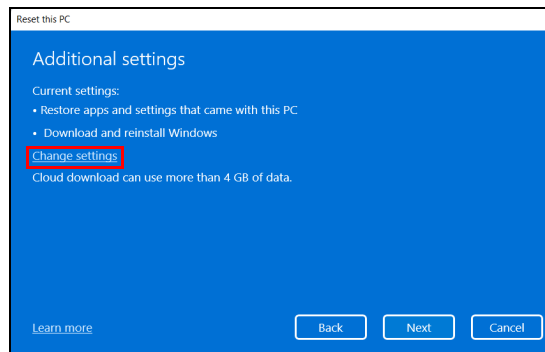 Reset this PC
Additional settings
Current settings:
• Restore apps and settings that came with this PC
• Download and reinstall Windows
Change settings
Cloud download can use more than 4 GB of data.
Learn more
Back
Next
Cancel